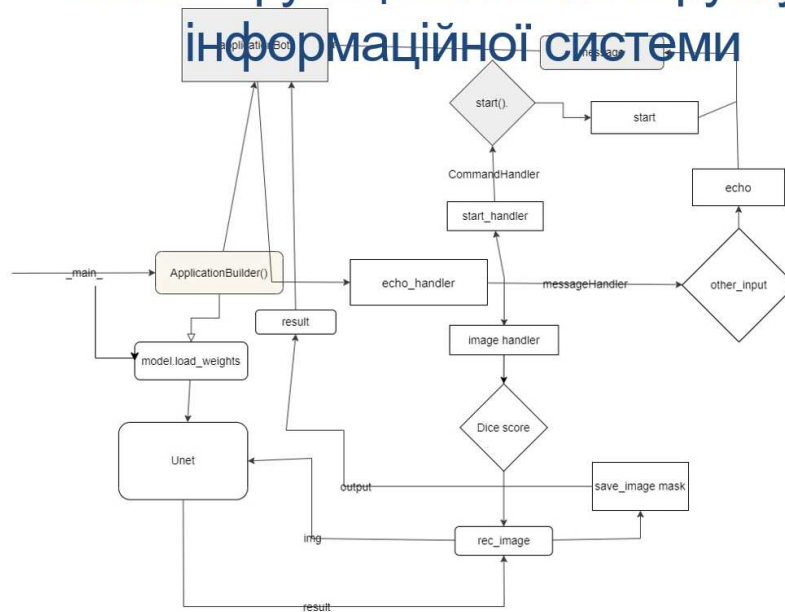 інформаційної системи
applicationBot
message
start().
start
CommandHandler
echo
start_handler
_main_
ApplicationBuilder()
echo_handler
messageHandler
other_input
result
image handler
model.load_weights
Dice score
Unet
output
save_image mask
img
rec_image
result